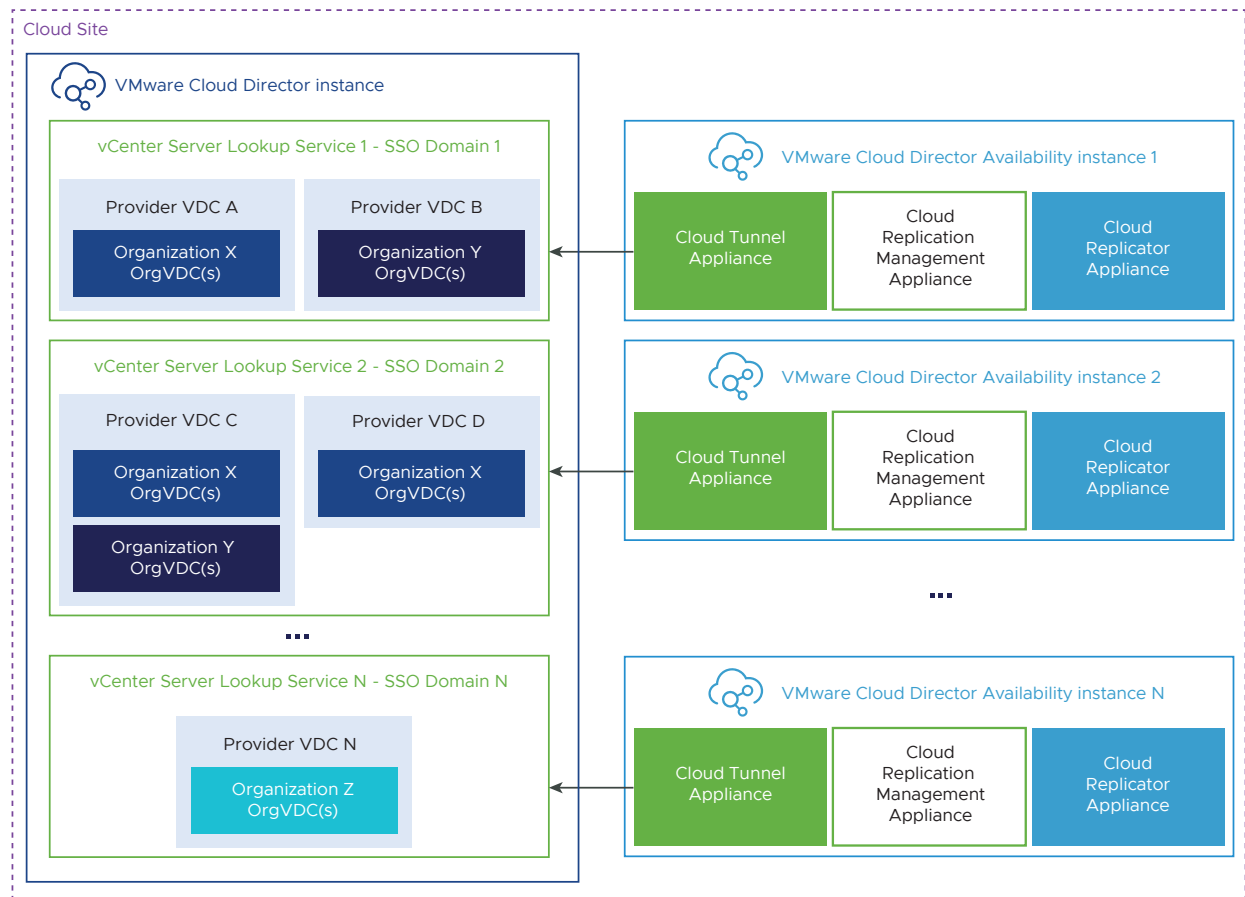 Cloud Site
VMware Cloud Director instance
vCenter Server Lookup Service 1 - SSO Domain 1
Provider VDC A
Organization X
OrgVDC(s)
Provider VDC B
Organization Y
OrgVDC(s)
VMware Cloud Director Availability instance 1
Cloud Tunnel
Appliance
Cloud
Replication
Management
Appliance
Cloud
Replicator
Appliance
vCenter Server Lookup Service 2 - SSO Domain 2
Provider VDC C
Organization X
OrgVDC(s)
Organization Y
OrgVDC(s)
Provider VDC D
Organization X
OrgVDC(s)
VMware Cloud Director Availability instance 2
Cloud Tunnel
Appliance
Cloud
Replication
Management
Appliance
Cloud
Replicator
Appliance
...
...
vCenter Server Lookup Service N - SSO Domain N
Provider VDC N
Organization Z
OrgVDC(s)
VMware Cloud Director Availability instance N
Cloud Tunnel
Appliance
Cloud
Replication
Management
Appliance
Cloud
Replicator
Appliance